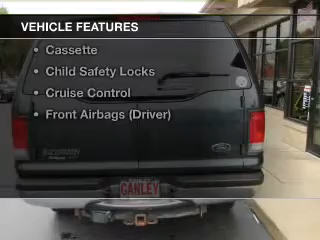 VEHICLE FEATURES
• Cassette
• Child Safety Locks
• Cruise Control
• Front Airbags (Driver)
GANLEY